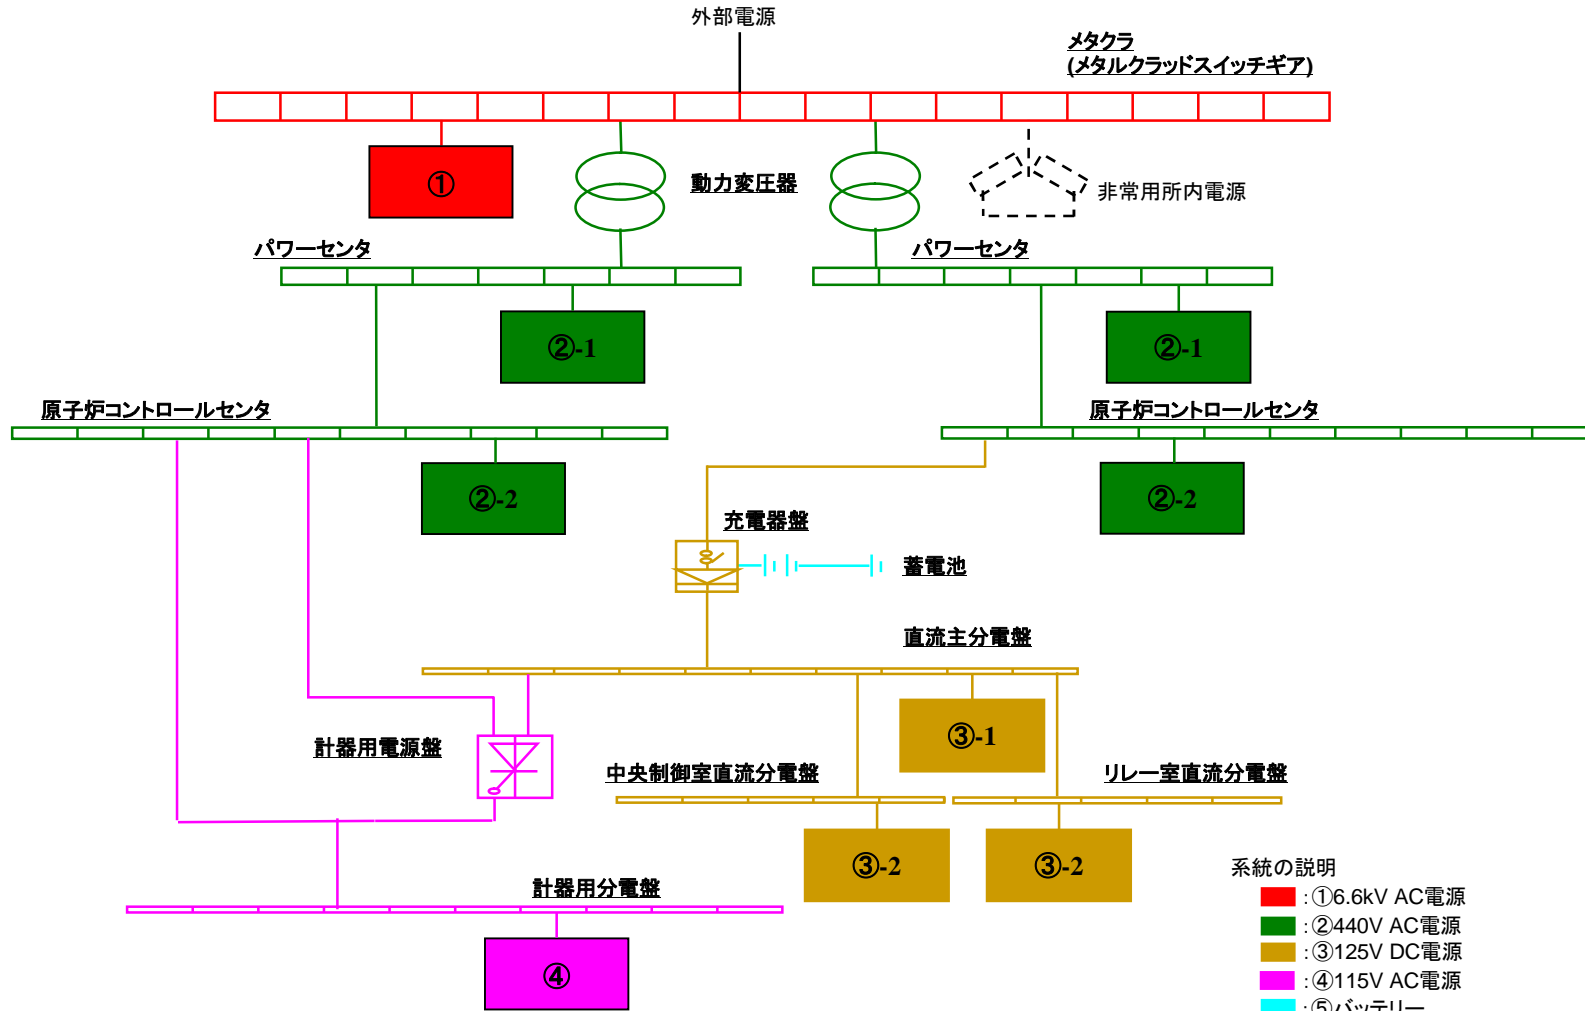 外部電源
メタクラ
(メタルクラッドスイッチギア)
①
動力変圧器
非常用所内電源
パワーセンタ
パワーセンタ
②-1
②-1
原子炉コントロールセンタ
原子炉コントロールセンタ
②-2
②-2
充電器盤
蓄電池
直流主分電盤
③-1
計器用電源盤
中央制御室直流分電盤
リレー室直流分電盤
③-2
③-2
計器用分電盤
④
系統の説明
:①6.6kV AC電源
:②440V AC電源
:③125V DC電源
:④115V AC電源
:⑤バッテリー